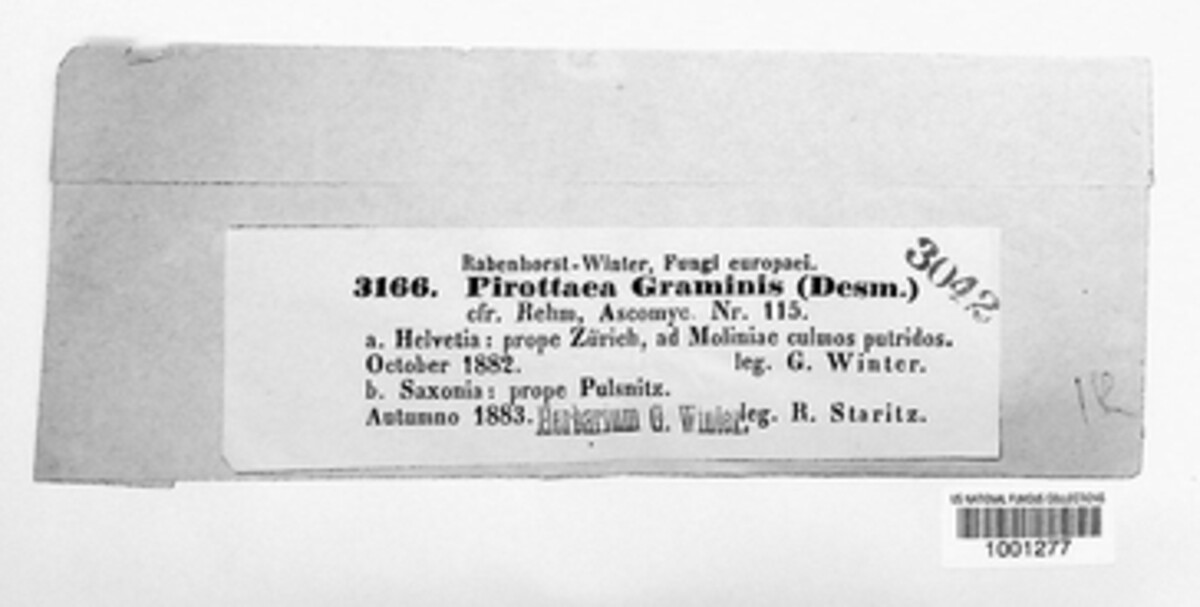 Rabenhorst-Winter, Fungi europaei.
3042
3166. Pirottaea Graminis (Desm.)
cfr. Rehm, Ascomyc. Nr. 115.
a. Helvetia: prope Zürich, ad Moliniae culmos putridos.
October 1882. leg. G. Winter.
b. Saxonia: prope Pulsnitz.
Autumno 1883. Herbarium G. Winter. leg. R. Staritz.
US NATIONAL FUNGUS COLLECTIONS
1001277